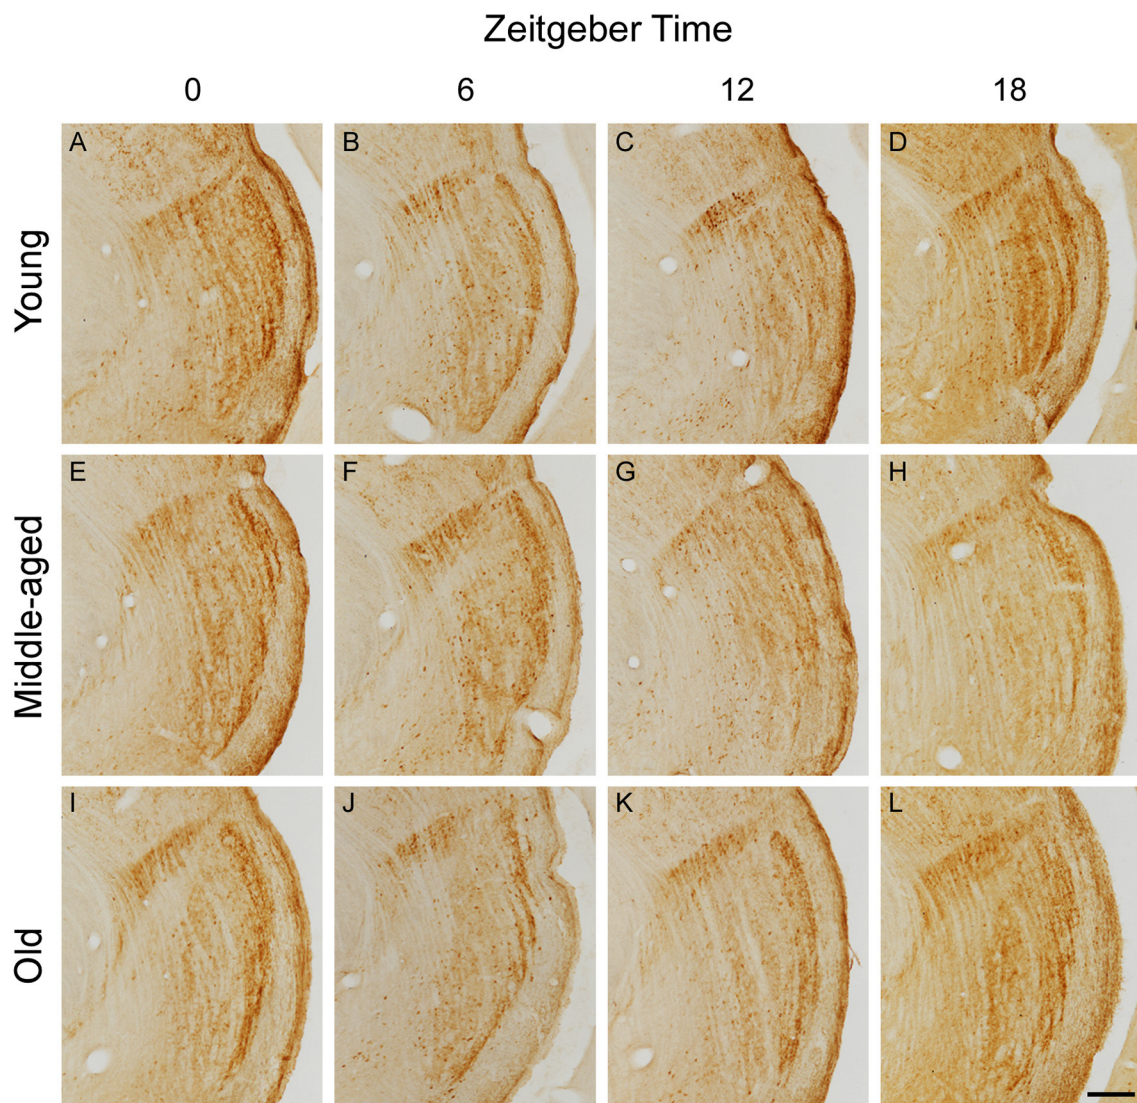 Zeitgeber Time
0 6 12 18
Young
A B C D
Middle-aged
E F G H
Old
I J K L